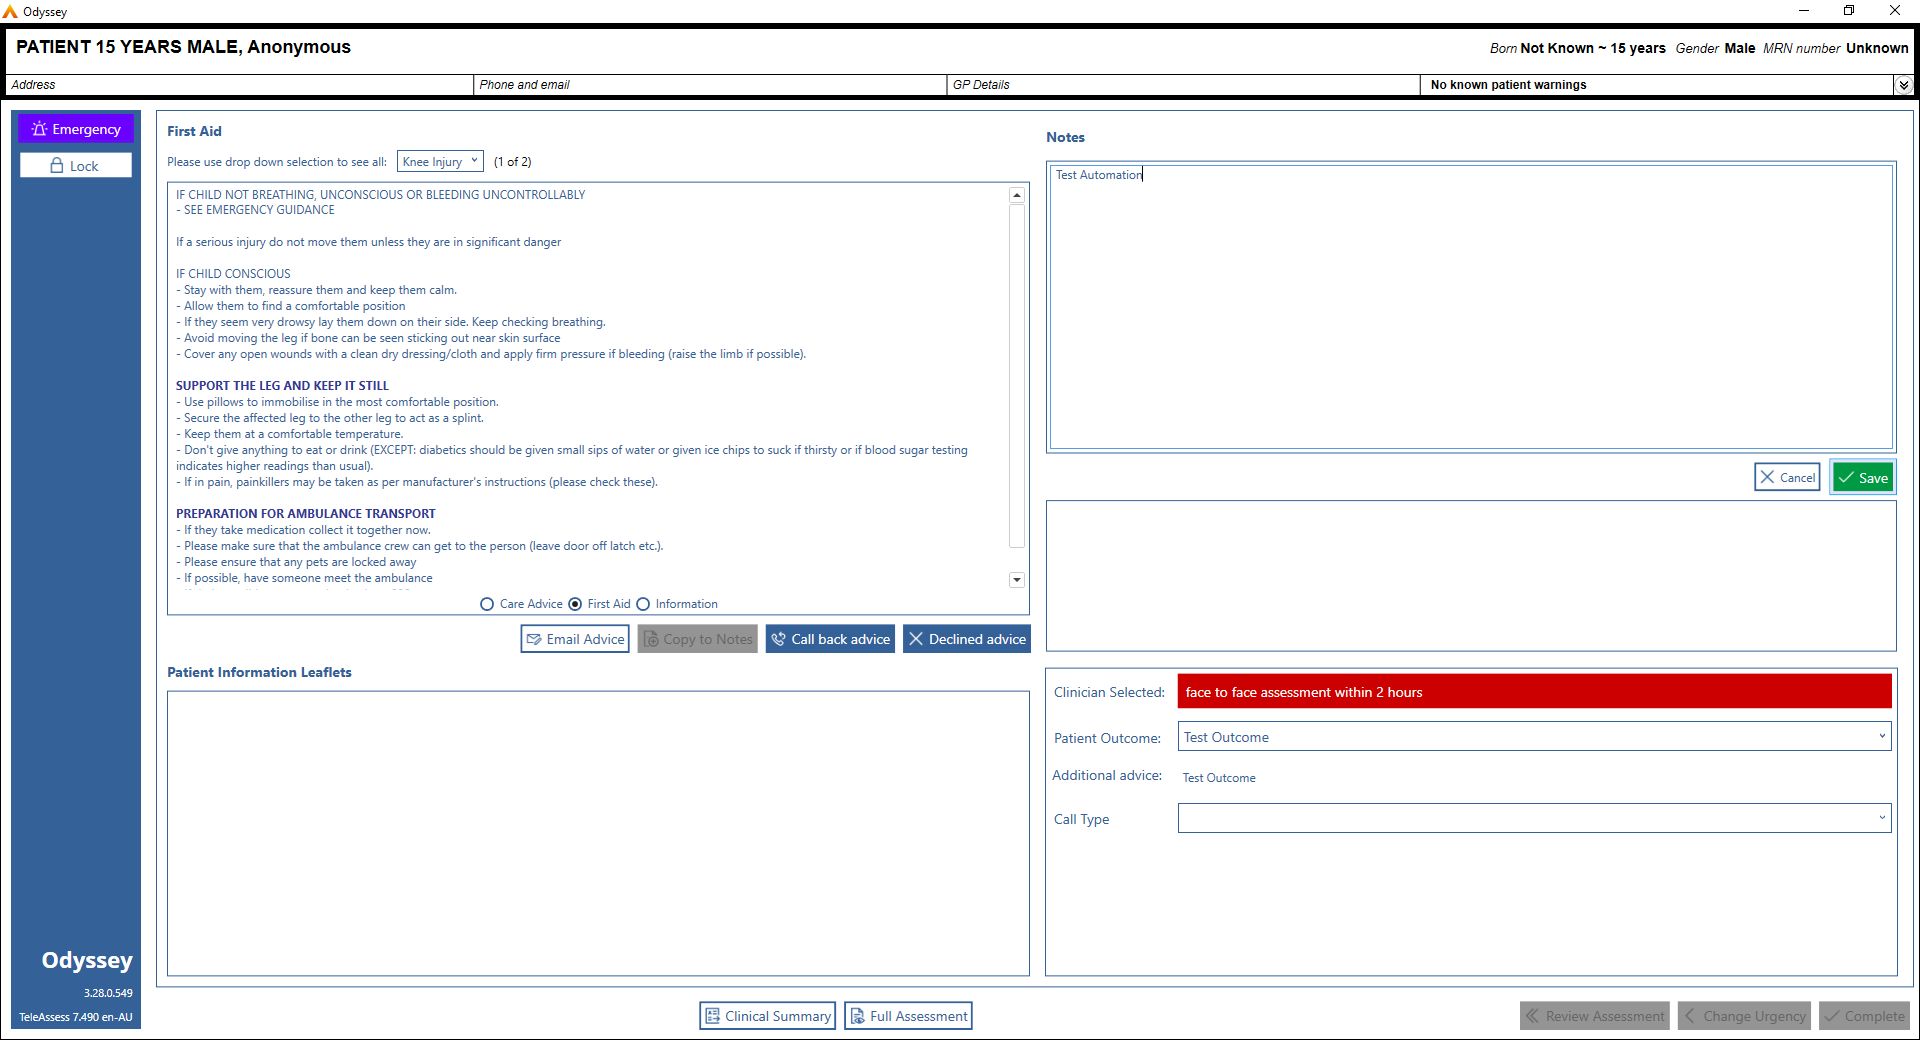 Odyssey
PATIENT 15 YEARS MALE, Anonymous
Born Not Known ~ 15 years Gender Male MRN number Unknown
Address
Phone and email
GP Details
No known patient warnings
Emergency
Lock
First Aid
Please use drop down selection to see all: Knee Injury (1 of 2)
IF CHILD NOT BREATHING, UNCONSCIOUS OR BLEEDING UNCONTROLLABLY
- SEE EMERGENCY GUIDANCE
If a serious injury do not move them unless they are in significant danger
IF CHILD CONSCIOUS
- Stay with them, reassure them and keep them calm.
- Allow them to find a comfortable position
- If they seem very drowsy lay them down on their side. Keep checking breathing.
- Avoid moving the leg if bone can be seen sticking out near skin surface
- Cover any open wounds with a clean dry dressing/cloth and apply firm pressure if bleeding (raise the limb if possible).
SUPPORT THE LEG AND KEEP IT STILL
- Use pillows to immobilise in the most comfortable position.
- Secure the affected leg to the other leg to act as a splint.
- Keep them at a comfortable temperature.
- Don't give anything to eat or drink (EXCEPT: diabetics should be given small sips of water or given ice chips to suck if thirsty or if blood sugar testing
indicates higher readings than usual).
- If in pain, painkillers may be taken as per manufacturer's instructions (please check these).
PREPARATION FOR AMBULANCE TRANSPORT
- If they take medication collect it together now.
- Please make sure that the ambulance crew can get to the person (leave door off latch etc.).
- Please ensure that any pets are locked away
- If possible, have someone meet the ambulance
Care Advice First Aid Information
Email Advice
Copy to Notes
Call back advice
Declined advice
Patient Information Leaflets
Notes
Test Automation
Cancel
Save
Clinician Selected: face to face assessment within 2 hours
Patient Outcome: Test Outcome
Additional advice: Test Outcome
Call Type
Odyssey
3.28.0.549
TeleAssess 7.490 en-AU
Clinical Summary
Full Assessment
Review Assessment
Change Urgency
Complete